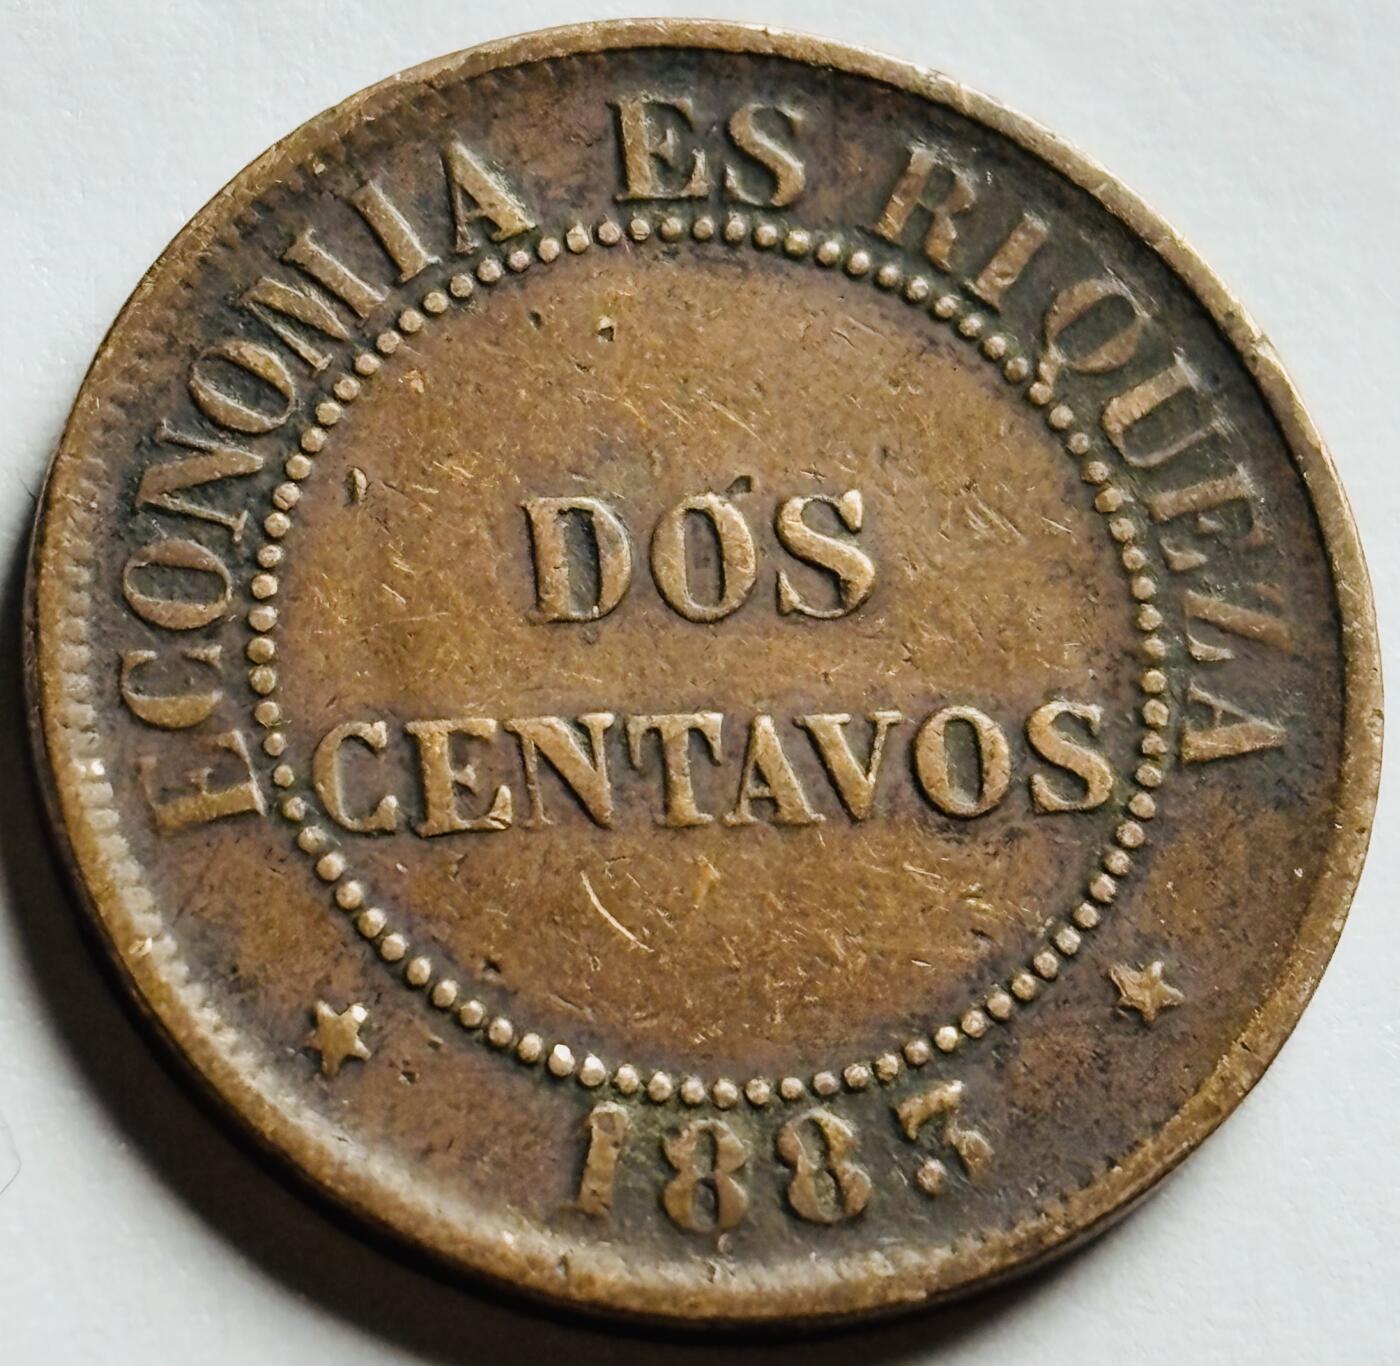 ECONOMIA ES RIQUEZA
DOS
CENTAVOS
1883